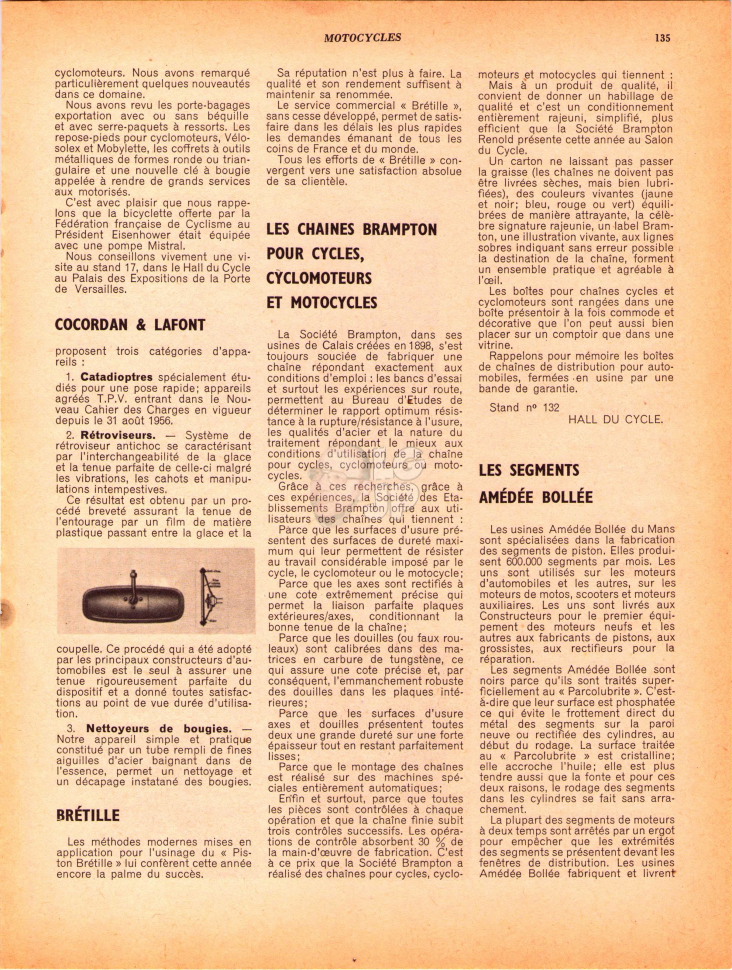 MOTOCYCLES
135
cyclomoteurs. Nous avons remarqué
particulièrement quelques nouveautés
dans ce domaine.
Nous avons revu les porte-bagages
exportation avec ou sans béquille
et avec serre-paquets à ressorts. Les
repose-pieds pour cyclomoteurs, Vélo-
solex et Mobylette, les coffrets à outils
métalliques de formes ronde ou trian-
gulaire et une nouvelle clé à bougie
appelée à rendre de grands services
aux motorisés.
C'est avec plaisir que nous rappe-
lons que la bicyclette offerte par la
Fédération française de Cyclisme au
Président Eisenhower était équipée
avec une pompe Mistral.
Nous conseillons vivement une vi-
site au stand 17, dans le Hall du Cycle
au Palais des Expositions de la Porte
de Versailles.
COCORDAN & LAFONT
proposent trois catégories d'appa-
reils :
1. Catadioptres spécialement étu-
diés pour une pose rapide; appareils
agréés T.P.V. entrant dans le Nou-
veau Cahier des Charges en vigueur
depuis le 31 août 1956.
2. Rétroviseurs. — Système de
rétroviseur antichoc se caractérisant
par l'interchangeabilité de la glace
et la tenue parfaite de celle-ci malgré
les vibrations, les cahots et manipu-
lations intempestives.
Ce résultat est obtenu par un pro-
cédé breveté assurant la tenue de
l'entourage par un film de matière
plastique passant entre la glace et la
coupelle. Ce procédé qui a été adopté
par les principaux constructeurs d'au-
tomobiles est le seul à assurer une
tenue rigoureusement parfaite du
dispositif et a donné toutes satisfac-
tions au point de vue durée d'utilisa-
tion.
3. Nettoyeurs de bougies. —
Notre appareil simple et pratique
constitué par un tube rempli de fines
aiguilles d'acier baignant dans de
l'essence, permet un nettoyage et
un décapage instatané des bougies.
BRÉTILLE
Les méthodes modernes mises en
application pour l'usinage du « Pis-
ton Brétille » lui confèrent cette année
encore la palme du succès.
Sa réputation n'est plus à faire. La
qualité et son rendement suffisent à
maintenir sa renommée.
Le service commercial « Brétille »,
sans cesse développé, permet de satis-
faire dans les délais les plus rapides
les demandes émanant de tous les
coins de France et du monde.
Tous les efforts de « Brétille » con-
vergent vers une satisfaction absolue
de sa clientèle.
LES CHAINES BRAMPTON
POUR CYCLES,
CYCLOMOTEURS
ET MOTOCYCLES
La Société Brampton, dans ses
usines de Calais créées en 1898, s'est
toujours souciée de fabriquer une
chaîne répondant exactement aux
conditions d'emploi : les bancs d'essai
et surtout les expériences sur route,
permettent au Bureau d'Etudes de
déterminer le rapport optimum résis-
tance à la rupture/résistance à l'usure,
les qualités d'acier et la nature du
traitement répondant le mieux aux
conditions d'utilisation de la chaîne
pour cycles, cyclomoteurs ou moto-
cycles.
Grâce à ces recherches, grâce à
ces expériences, la Société des Eta-
blissements Brampton offre aux uti-
lisateurs des chaînes qui tiennent :
Parce que les surfaces d'usure pré-
sentent des surfaces de dureté maxi-
mum qui leur permettent de résister
au travail considérable imposé par le
cycle, le cyclomoteur ou le motocycle;
Parce que les axes sont rectifiés à
une cote extrêmement précise qui
permet la liaison parfaite plaques
extérieures/axes, conditionnant la
bonne tenue de la chaîne;
Parce que les douilles (ou faux rou-
leaux) sont calibrées dans des ma-
trices en carbure de tungstène, ce
qui assure une cote précise et, par
conséquent, l'emmanchement robuste
des douilles dans les plaques inté-
rieures;
Parce que les surfaces d'usure
axes et douilles présentent toutes
deux une grande dureté sur une forte
épaisseur tout en restant parfaitement
lisses;
Parce que le montage des chaînes
est réalisé sur des machines spé-
ciales entièrement automatiques;
Enfin et surtout, parce que toutes
les pièces sont contrôlées à chaque
opération et que la chaîne finie subit
trois contrôles successifs. Les opéra-
tions de contrôle absorbent 30 % de
la main-d'œuvre de fabrication. C'est
à ce prix que la Société Brampton a
réalisé des chaînes pour cycles, cyclo-
moteurs et motocycles qui tiennent :
Mais à un produit de qualité, il
convient de donner un habillage de
qualité et c'est un conditionnement
entièrement rajeuni, simplifié, plus
efficient que la Société Brampton
Renold présente cette année au Salon
du Cycle.
Un carton ne laissant pas passer
la graisse (les chaînes ne doivent pas
être livrées sèches, mais bien lubri-
fiées), des couleurs vivantes (jaune
et noir; bleu, rouge ou vert) équili-
brées de manière attrayante, la célè-
bre signature rajeunie, un label Bram-
ton, une illustration vivante, aux lignes
sobres indiquant sans erreur possible
la destination de la chaîne, forment
un ensemble pratique et agréable à
l'œil.
Les boîtes pour chaînes cycles et
cyclomoteurs sont rangées dans une
boîte présentoir à la fois commode et
décorative que l'on peut aussi bien
placer sur un comptoir que dans une
vitrine.
Rappelons pour mémoire les boîtes
de chaînes de distribution pour auto-
mobiles, fermées en usine par une
bande de garantie.
Stand nº 132
HALL DU CYCLE.
LES SEGMENTS
AMÉDÉE BOLLÉE
Les usines Amédée Bollée du Mans
sont spécialisées dans la fabrication
des segments de piston. Elles produi-
sent 600.000 segments par mois. Les
uns sont utilisés sur les moteurs
d'automobiles et les autres, sur les
moteurs de motos, scooters et moteurs
auxiliaires. Les uns sont livrés aux
Constructeurs pour le premier équi-
pement des moteurs neufs et les
autres aux fabricants de pistons, aux
grossistes, aux rectifieurs pour la
réparation.
Les segments Amédée Bollée sont
noirs parce qu'ils sont traités super-
ficiellement au « Parcolubrite ». C'est-
à-dire que leur surface est phosphatée
ce qui évite le frottement direct du
métal des segments sur la paroi
neuve ou rectifiée des cylindres, au
début du rodage. La surface traitée
au « Parcolubrite » est cristalline;
elle accroche l'huile; elle est plus
tendre aussi que la fonte et pour ces
deux raisons, le rodage des segments
dans les cylindres se fait sans arra-
chement.
La plupart des segments de moteurs
à deux temps sont arrêtés par un ergot
pour empêcher que les extrémités
des segments se présentent devant les
fenêtres de distribution. Les usines
Amédée Bollée fabriquent et livrent